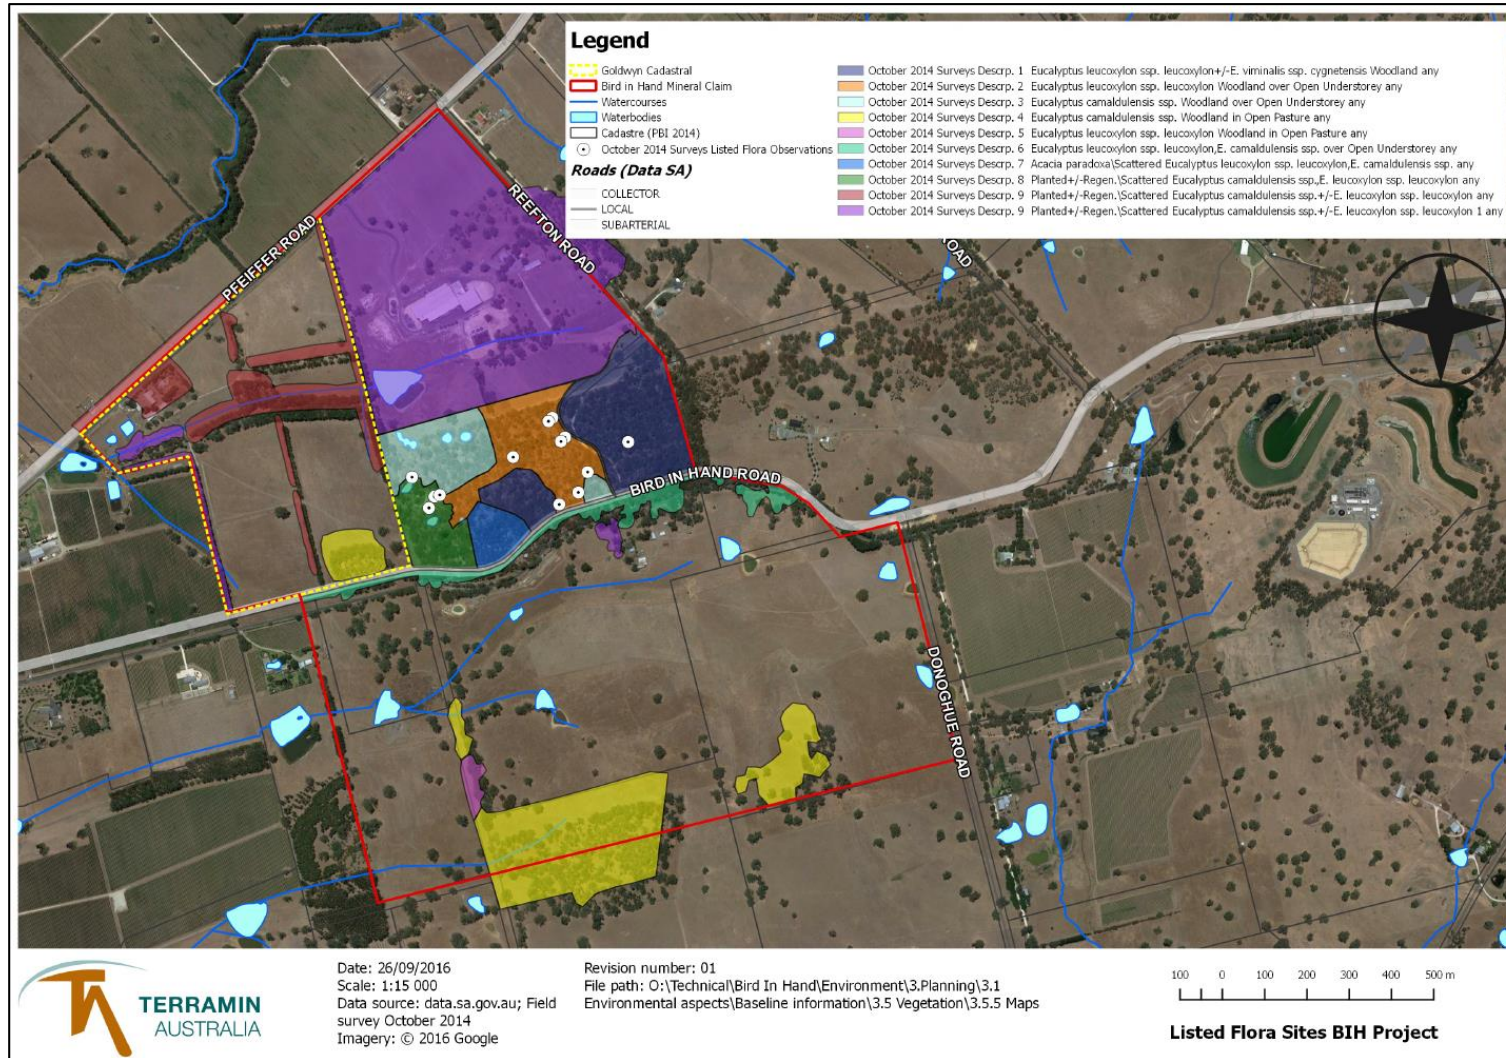 Legend
Goldwyn Cadastral
Bird in Hand Mineral Claim
Watercourses
Waterbodies
Cadastre (PBI 2014)
October 2014 Surveys Listed Flora Observations
Roads (Data SA)
COLLECTOR
LOCAL
SUBARTERIAL
October 2014 Surveys Descrp. 1 Eucalyptus leucoxylon ssp. leucoxylon+/-E. viminalis ssp. cygnetensis Woodland any
October 2014 Surveys Descrp. 2 Eucalyptus leucoxylon ssp. leucoxylon Woodland over Open Understorey any
October 2014 Surveys Descrp. 3 Eucalyptus camaldulensis ssp. Woodland over Open Understorey any
October 2014 Surveys Descrp. 4 Eucalyptus camaldulensis ssp. Woodland in Open Pasture any
October 2014 Surveys Descrp. 5 Eucalyptus leucoxylon ssp. leucoxylon Woodland in Open Pasture any
October 2014 Surveys Descrp. 6 Eucalyptus leucoxylon ssp. leucoxylon,E. camaldulensis ssp. over Open Understorey any
October 2014 Surveys Descrp. 7 Acacia paradoxa\Scattered Eucalyptus leucoxylon ssp. leucoxylon,E. camaldulensis ssp. any
October 2014 Surveys Descrp. 8 Planted+/-Regen.\Scattered Eucalyptus camaldulensis ssp.,E. leucoxylon ssp. leucoxylon any
October 2014 Surveys Descrp. 9 Planted+/-Regen.\Scattered Eucalyptus camaldulensis ssp.+/-E. leucoxylon ssp. leucoxylon any
October 2014 Surveys Descrp. 9 Planted+/-Regen.\Scattered Eucalyptus camaldulensis ssp.+/-E. leucoxylon ssp. leucoxylon 1 any
PFEIFFER ROAD
REEFTON ROAD
ROAD
BIRD IN HAND ROAD
DONOGHUE ROAD
TERRAMIN
AUSTRALIA
Date: 26/09/2016
Scale: 1:15 000
Data source: data.sa.gov.au; Field
survey October 2014
Imagery: © 2016 Google
Revision number: 01
File path: O:\Technical\Bird In Hand\Environment\3.Planning\3.1
Environmental aspects\Baseline information\3.5 Vegetation\3.5.5 Maps
100 0 100 200 300 400 500 m
Listed Flora Sites BIH Project